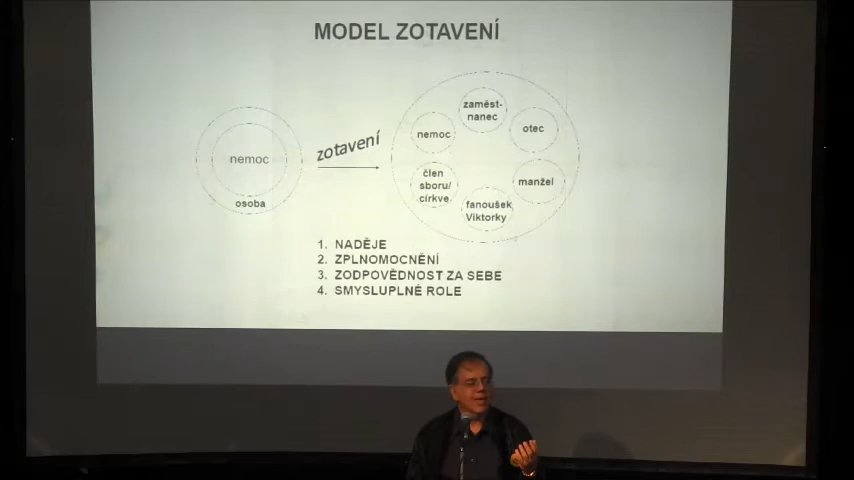 MODEL ZOTAVENÍ
nemoc
osoba
zotavení
zaměst-
nanec
nemoc
otec
člen
sboru/
církve
manžel
fanoušek
Viktorky
1. NADĚJE
2. ZPLNOMOCNĚNÍ
3. ZODPOVĚDNOST ZA SEBE
4. SMYSLUPLNÉ ROLE